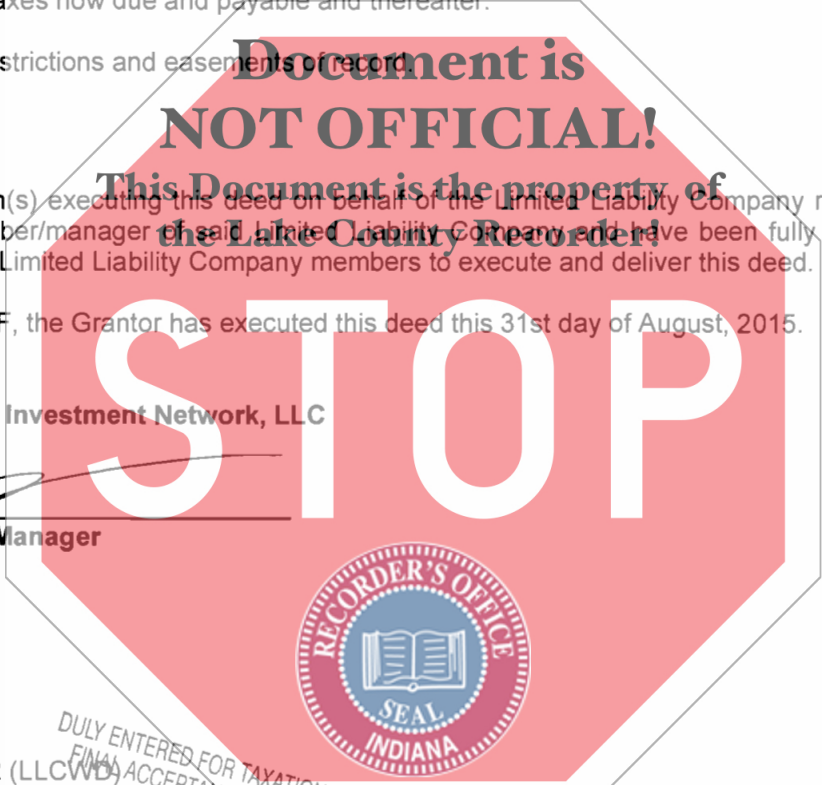 axes now due and payable and thereafter.
strictions and easements of record.
Document is
NOT OFFICIAL!
This Document is the property of
the Lake County Recorder!
(s) executing this deed on behalf of the Limited Liability Company
ber/manager of said Limited Liability Company and have been fully
Limited Liability Company members to execute and deliver this deed.
F, the Grantor has executed this deed this 31st day of August, 2015.
STOP
Investment Network, LLC
Manager
RECORDER'S OFFICE
SEAL
INDIANA
DULY ENTERED FOR TAXATION
FINAL
(LLCWD)